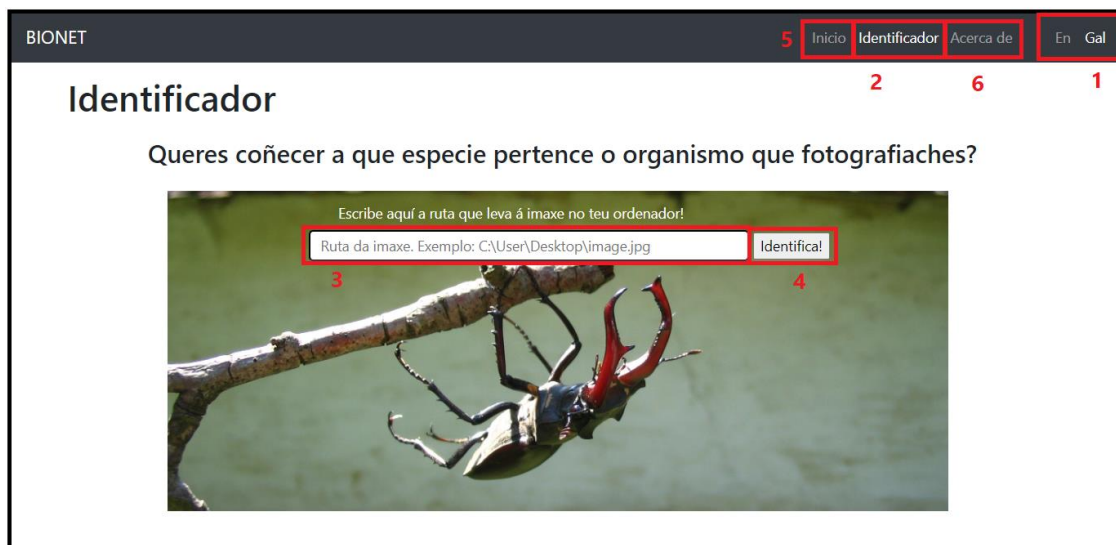 BIONET 5 Inicio Identificador Acerca de En Gal
2 6 1
Identificador
Queres coñecer a que especie pertence o organismo que fotografiaches?
Escribe aquí a ruta que leva á imaxe no teu ordenador!
Ruta da imaxe. Exemplo: C:\User\Desktop\image.jpg Identifica!
3 4